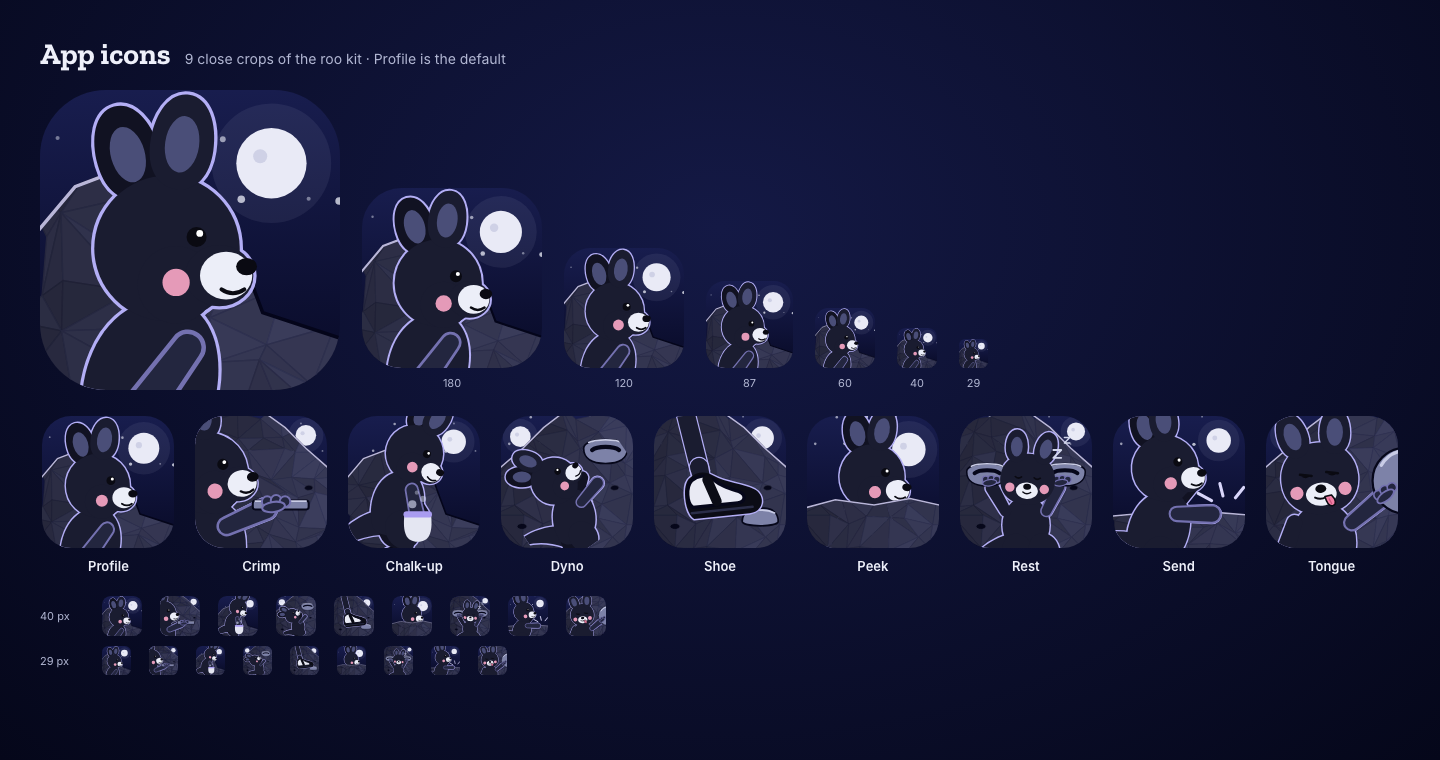 App icons 9 close crops of the roo kit · Profile is the default
180 120 87 60 40 29
z
Z
Profile Crimp Chalk-up Dyno Shoe Peek Rest Send Tongue
40 px
29 px